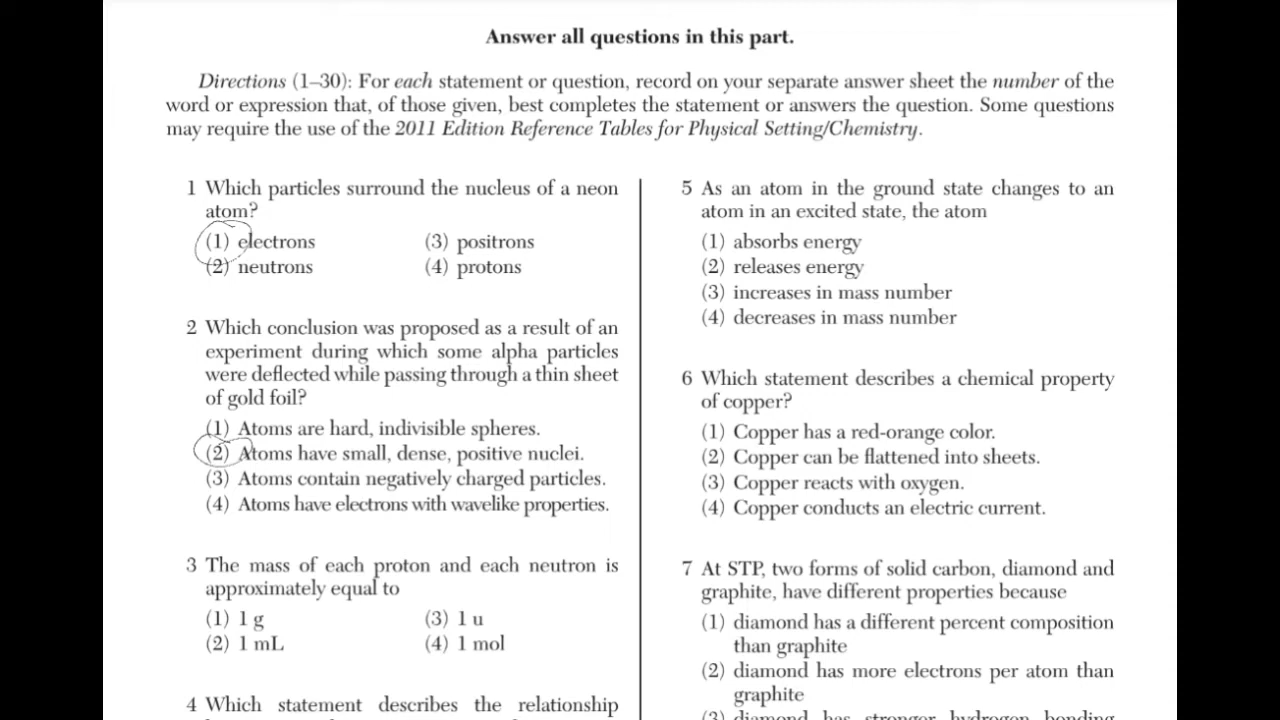 Answer all questions in this part.
Directions (1–30): For each statement or question, record on your separate answer sheet the number of the
word or expression that, of those given, best completes the statement or answers the question. Some questions
may require the use of the 2011 Edition Reference Tables for Physical Setting/Chemistry.
1 Which particles surround the nucleus of a neon
atom?
(1) electrons (3) positrons
(2) neutrons (4) protons
2 Which conclusion was proposed as a result of an
experiment during which some alpha particles
were deflected while passing through a thin sheet
of gold foil?
(1) Atoms are hard, indivisible spheres.
(2) Atoms have small, dense, positive nuclei.
(3) Atoms contain negatively charged particles.
(4) Atoms have electrons with wavelike properties.
3 The mass of each proton and each neutron is
approximately equal to
(1) 1 g (3) 1 u
(2) 1 mL (4) 1 mol
4 Which statement describes the relationship
5 As an atom in the ground state changes to an
atom in an excited state, the atom
(1) absorbs energy
(2) releases energy
(3) increases in mass number
(4) decreases in mass number
6 Which statement describes a chemical property
of copper?
(1) Copper has a red-orange color.
(2) Copper can be flattened into sheets.
(3) Copper reacts with oxygen.
(4) Copper conducts an electric current.
7 At STP, two forms of solid carbon, diamond and
graphite, have different properties because
(1) diamond has a different percent composition
than graphite
(2) diamond has more electrons per atom than
graphite
(3) diamond has stronger hydrogen bonding